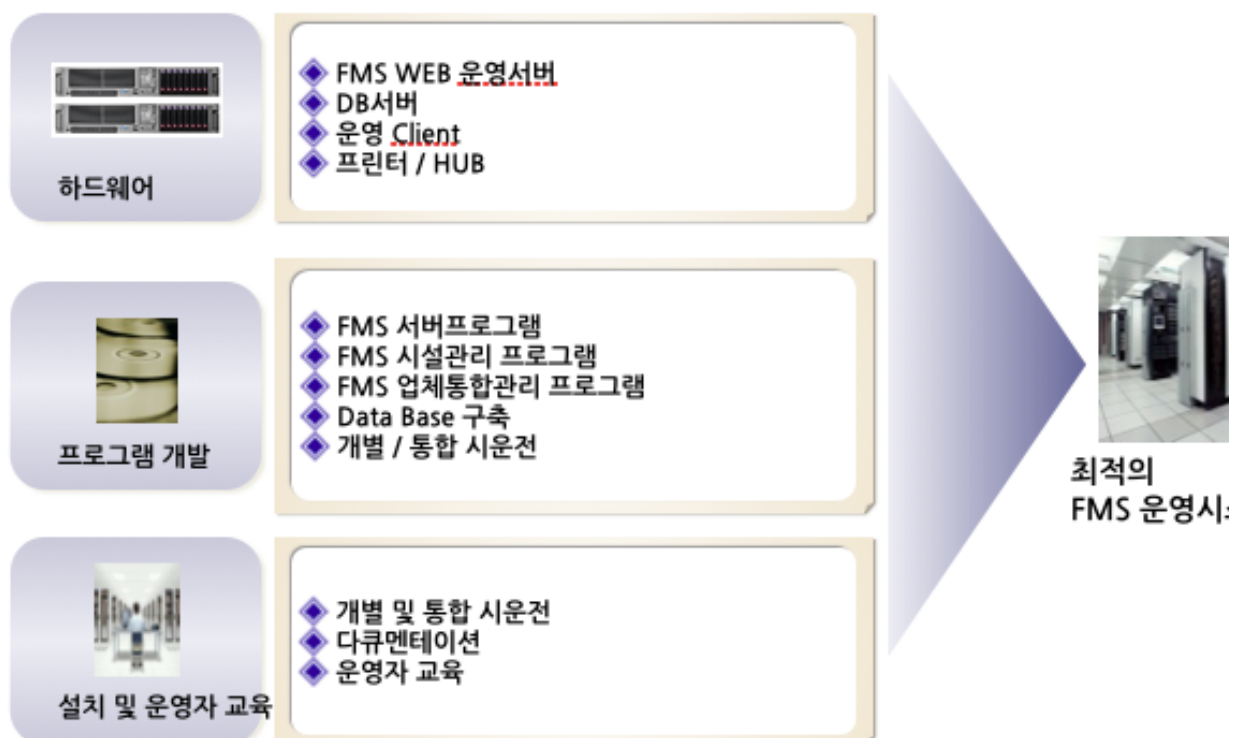 하드웨어
FMS WEB 운영서버
DB서버
운영 Client
프린터 / HUB
프로그램 개발
FMS 서버프로그램
FMS 시설관리 프로그램
FMS 업체통합관리 프로그램
Data Base 구축
개별 / 통합 시운전
설치 및 운영자 교육
개별 및 통합 시운전
다큐멘테이션
운영자 교육
최적의
FMS